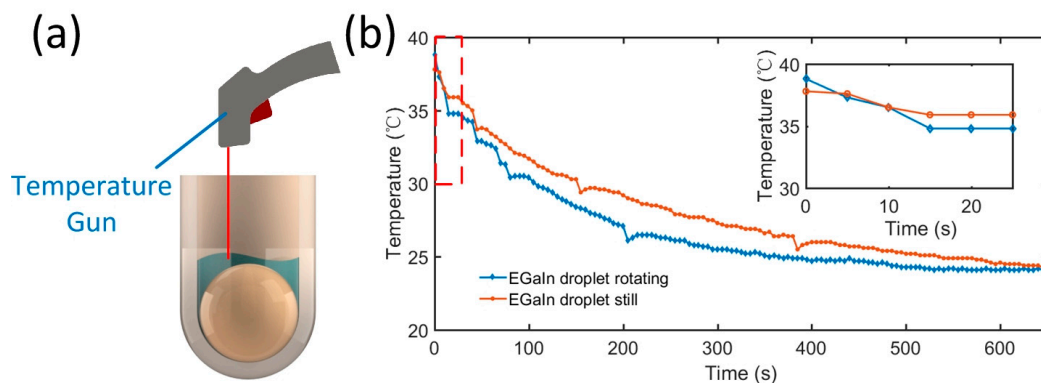 (a)
Temperature
Gun
(b)
40
35
30
25
20
Temperature (℃)
0
100
200
300
400
500
600
Time (s)
EGaIn droplet rotating
EGaIn droplet still
40
35
30
Temperature (℃)
0
10
20
Time (s)